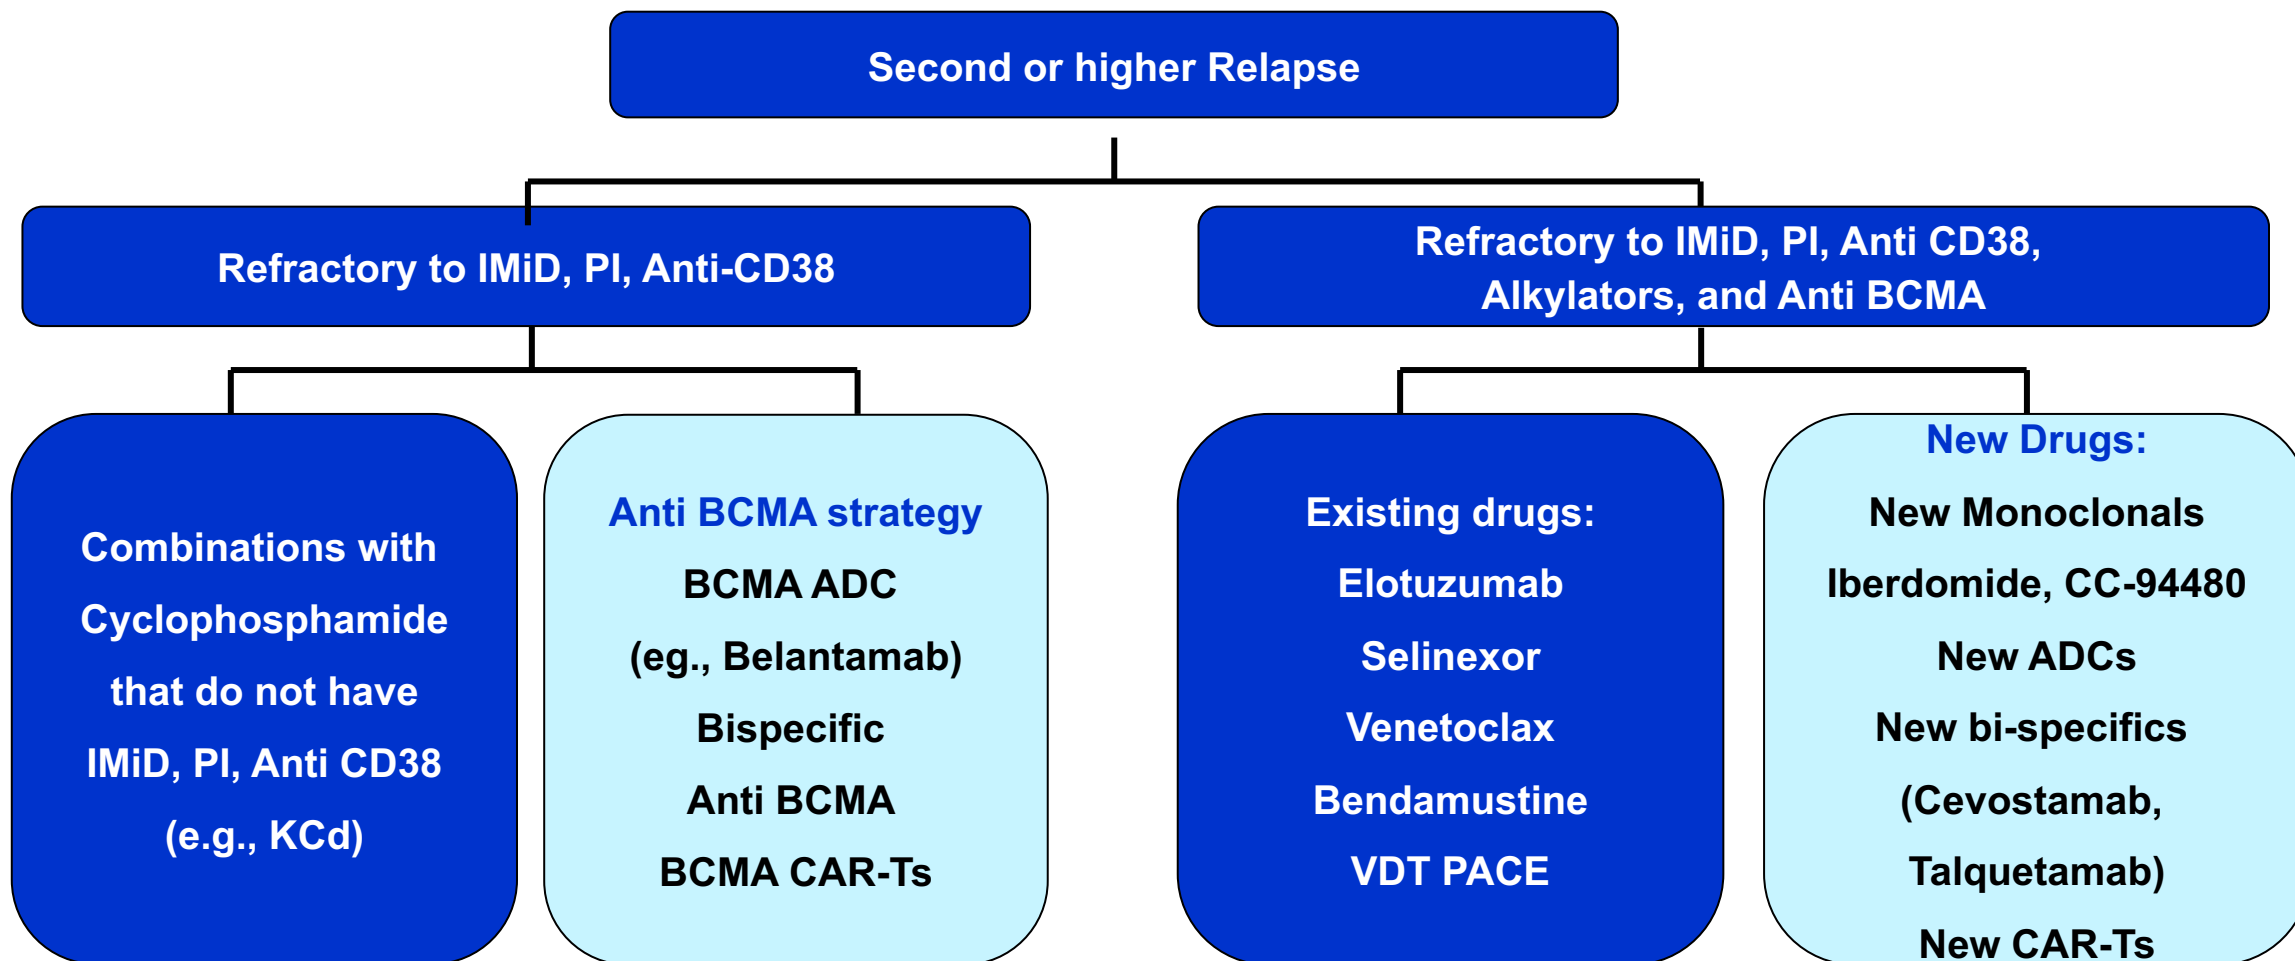 Second or higher Relapse
Refractory to IMiD, PI, Anti-CD38
Refractory to IMiD, PI, Anti CD38,
Alkylators, and Anti BCMA
Combinations with
Cyclophosphamide
that do not have
IMiD, PI, Anti CD38
(e.g., KCd)
Anti BCMA strategy
BCMA ADC
(eg., Belantamab)
Bispecific
Anti BCMA
BCMA CAR-Ts
Existing drugs:
Elotuzumab
Selinexor
Venetoclax
Bendamustine
VDT PACE
New Drugs:
New Monoclonals
Iberdomide, CC-94480
New ADCs
New bi-specifics
(Cevostamab,
Talquetamab)
New CAR-Ts